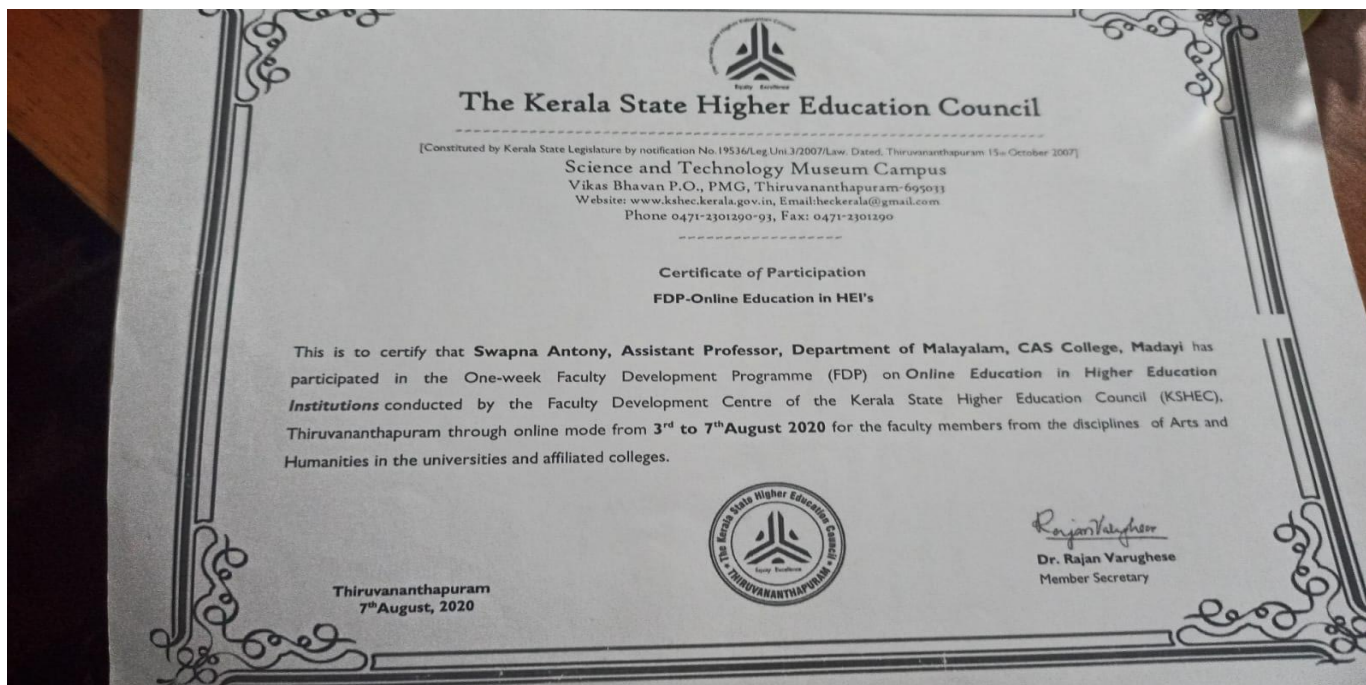 The Kerala State Higher Education Council
[Constituted by Kerala State Legislature by notification No.19536/Leg.Uni.3/2007/Law. Dated, Thiruvananthapuram 15th October 2007]
Science and Technology Museum Campus
Vikas Bhavan P.O., PMG, Thiruvananthapuram-695033
Website: www.kshec.kerala.gov.in, Email:heckerala@gmail.com
Phone 0471-2301290-93, Fax: 0471-2301290
Certificate of Participation
FDP-Online Education in HEI's
This is to certify that Swapna Antony, Assistant Professor, Department of Malayalam, CAS College, Madayi has
participated in the One-week Faculty Development Programme (FDP) on Online Education in Higher Education
Institutions conducted by the Faculty Development Centre of the Kerala State Higher Education Council (KSHEC),
Thiruvananthapuram through online mode from 3rd to 7thAugust 2020 for the faculty members from the disciplines of Arts and
Humanities in the universities and affiliated colleges.
The Kerala State Higher Education Council
THIRUVANANTHAPURAM
Rajan Varughese
Dr. Rajan Varughese
Member Secretary
Thiruvananthapuram
7thAugust, 2020